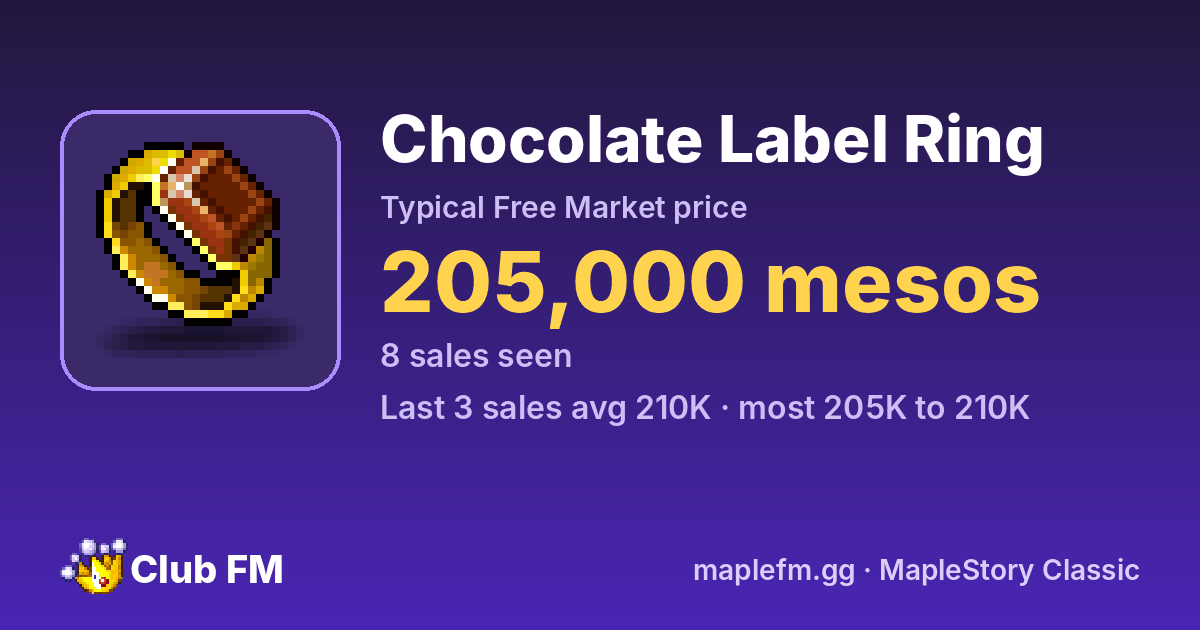 Chocolate Label Ring
Typical Free Market price
205,000 mesos
8 sales seen
Last 3 sales avg 210K · most 205K to 210K
Club FM
maplefm.gg · MapleStory Classic